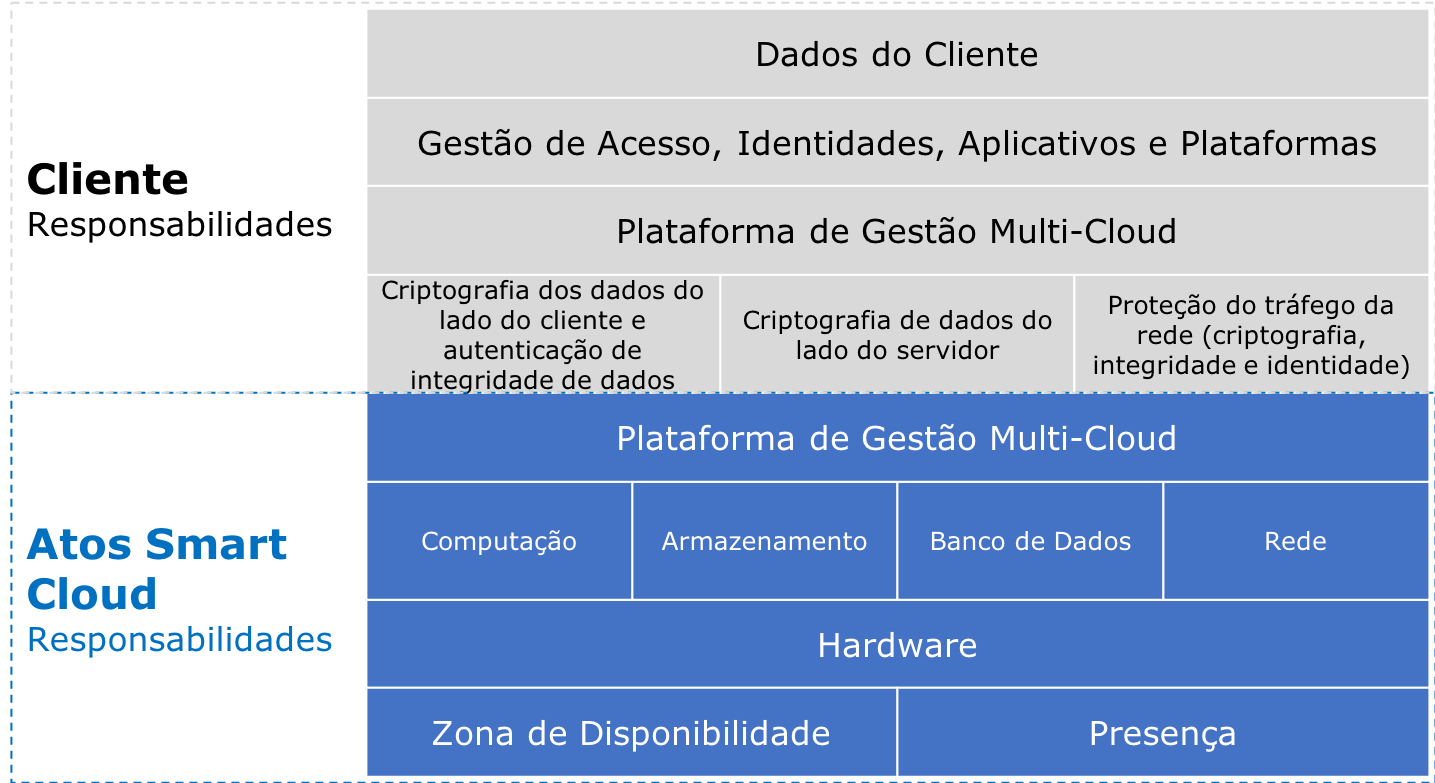 Dados do Cliente
Gestão de Acesso, Identidades, Aplicativos e Plataformas
Cliente
Responsabilidades
Plataforma de Gestão Multi-Cloud
Criptografia dos dados do
lado do cliente e
autenticação de
integridade de dados
Criptografia de dados do
lado do servidor
Proteção do tráfego da
rede (criptografia,
integridade e identidade)
Plataforma de Gestão Multi-Cloud
Atos Smart
Cloud
Responsabilidades
Computação
Armazenamento
Banco de Dados
Rede
Hardware
Zona de Disponibilidade
Presença